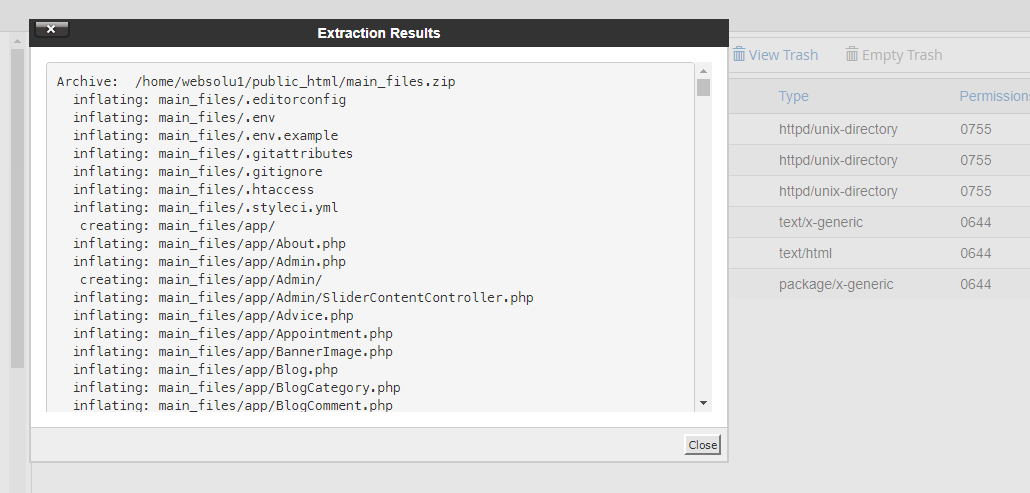 Extraction Results
Archive:  /home/websolu1/public_html/main_files.zip
inflating: main_files/.editorconfig
inflating: main_files/.env
inflating: main_files/.env.example
inflating: main_files/.gitattributes
inflating: main_files/.gitignore
inflating: main_files/.htaccess
inflating: main_files/.styleci.yml
creating: main_files/app/
inflating: main_files/app/About.php
inflating: main_files/app/Admin.php
creating: main_files/app/Admin/
inflating: main_files/app/Admin/SliderContentController.php
inflating: main_files/app/Advice.php
inflating: main_files/app/Appointment.php
inflating: main_files/app/BannerImage.php
inflating: main_files/app/Blog.php
inflating: main_files/app/BlogCategory.php
inflating: main_files/app/BlogComment.php
Close
View Trash Empty Trash
Type Permissions
httpd/unix-directory 0755
httpd/unix-directory 0755
httpd/unix-directory 0755
text/x-generic 0644
text/html 0644
package/x-generic 0644